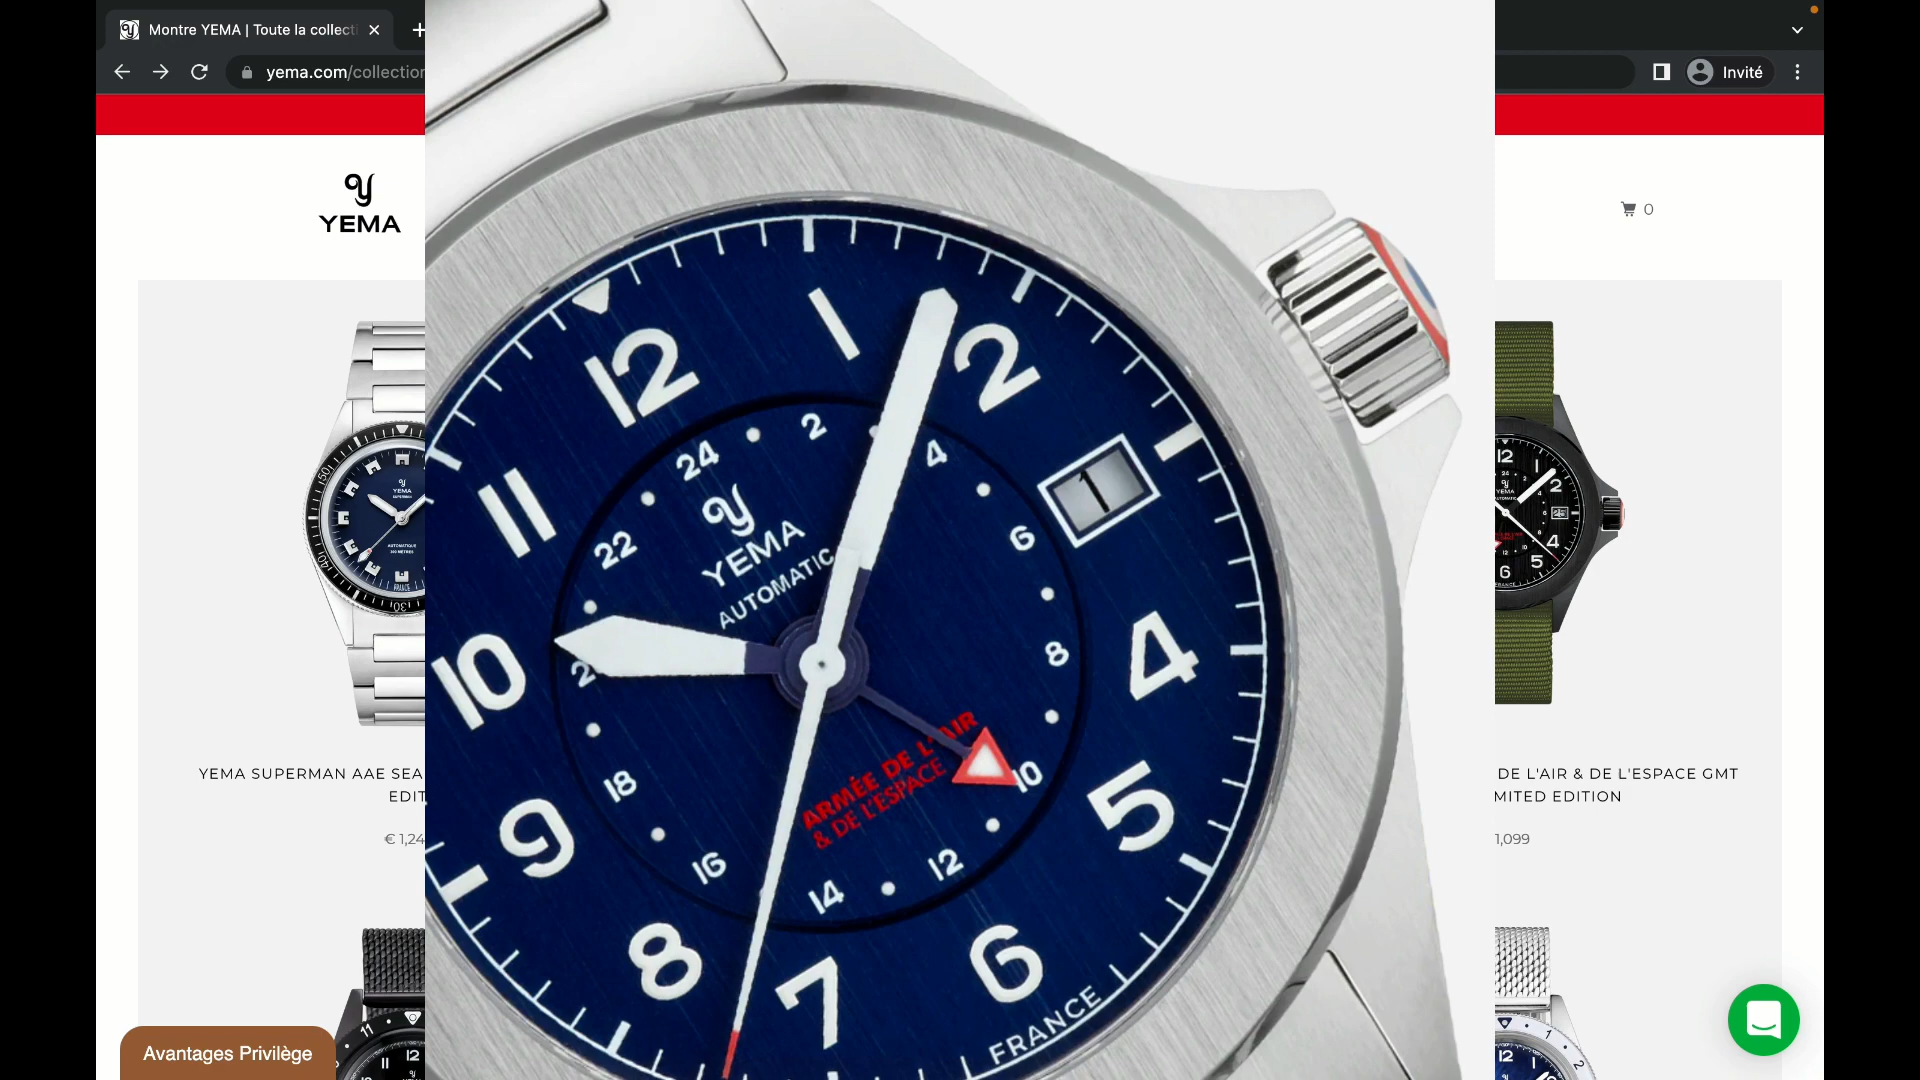 Montre YEMA | Toute la collecti
yema.com/collection
Invité
YEMA
0
12
1
2
4
5
6
7
8
9
10
11
24
2
4
6
8
10
12
14
16
18
22
1
YEMA
AUTOMATIC
ARMÉE DE L'AIR
& DE L'ESPACE
FRANCE
YEMA SUPERMAN AAE SEA
EDIT
€ 1,24
DE L'AIR & DE L'ESPACE GMT
MITED EDITION
1,099
Avantages Privilège